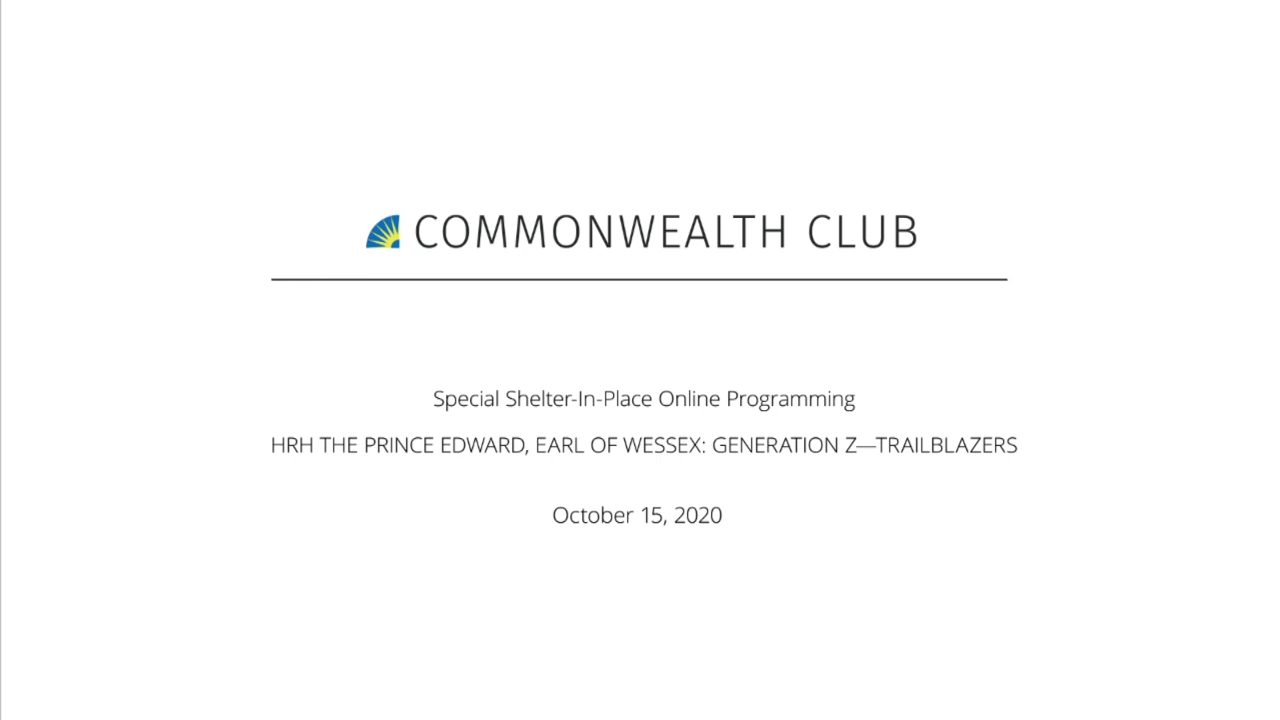 COMMONWEALTH CLUB
Special Shelter-In-Place Online Programming
HRH THE PRINCE EDWARD, EARL OF WESSEX: GENERATION Z—TRAILBLAZERS
October 15, 2020